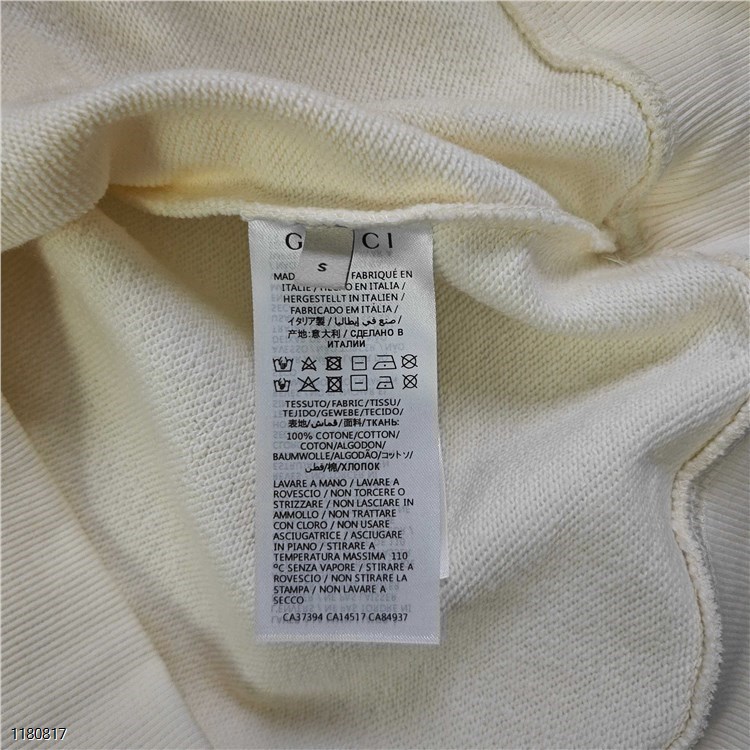 G CI
S
MAD FABRIQUÉ EN
ITALIE / EN ITALIA /
HERGESTELLT IN ITALIEN /
FABRICADO EM ITÁLIA /
イタリア製 / صنع في إيطاليا /
产地:意大利 / СДЕЛАНО В
ИТАЛИИ
TESSUTO/FABRIC/TISSU/
TEJIDO/GEWEBE/TECIDO/
表地/قماش/面料/ТКАНЬ:
100% COTONE/COTTON/
COTON/ALGODON/
BAUMWOLLE/ALGODÃO/コットン/
قطن/棉/ХЛОПОК
LAVARE A MANO / LAVARE A
ROVESCIO / NON TORCERE O
STRIZZARE / NON LASCIARE IN
AMMOLLO / NON TRATTARE
CON CLORO / NON USARE
ASCIUGATRICE / ASCIUGARE
IN PIANO / STIRARE A
TEMPERATURA MASSIMA 110
ºC SENZA VAPORE / STIRARE A
ROVESCIO / NON STIRARE LA
STAMPA / NON LAVARE A
SECCO
CA37394 CA14517 CA84937
1180817